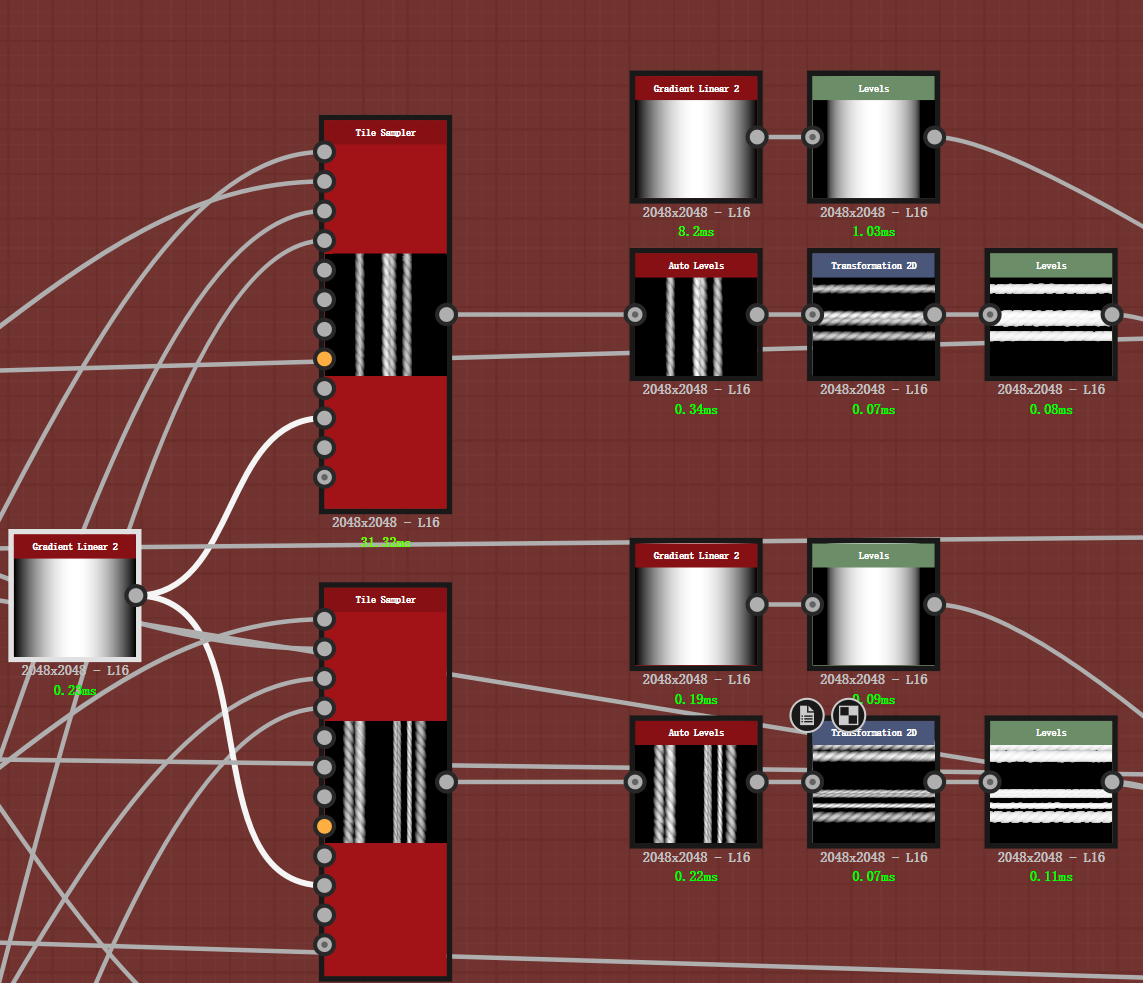 Gradient Linear 2
2048x2048 - L16
8.2ms
Levels
2048x2048 - L16
1.03ms
Tile Sampler
2048x2048 - L16
31.32ms
Auto Levels
2048x2048 - L16
0.34ms
Transformation 2D
2048x2048 - L16
0.07ms
Levels
2048x2048 - L16
0.08ms
Gradient Linear 2
2048x2048 - L16
Gradient Linear 2
2048x2048 - L16
0.19ms
Levels
2048x2048 - L16
0.09ms
Tile Sampler
Auto Levels
2048x2048 - L16
0.22ms
Transformation 2D
2048x2048 - L16
0.07ms
Levels
2048x2048 - L16
0.11ms